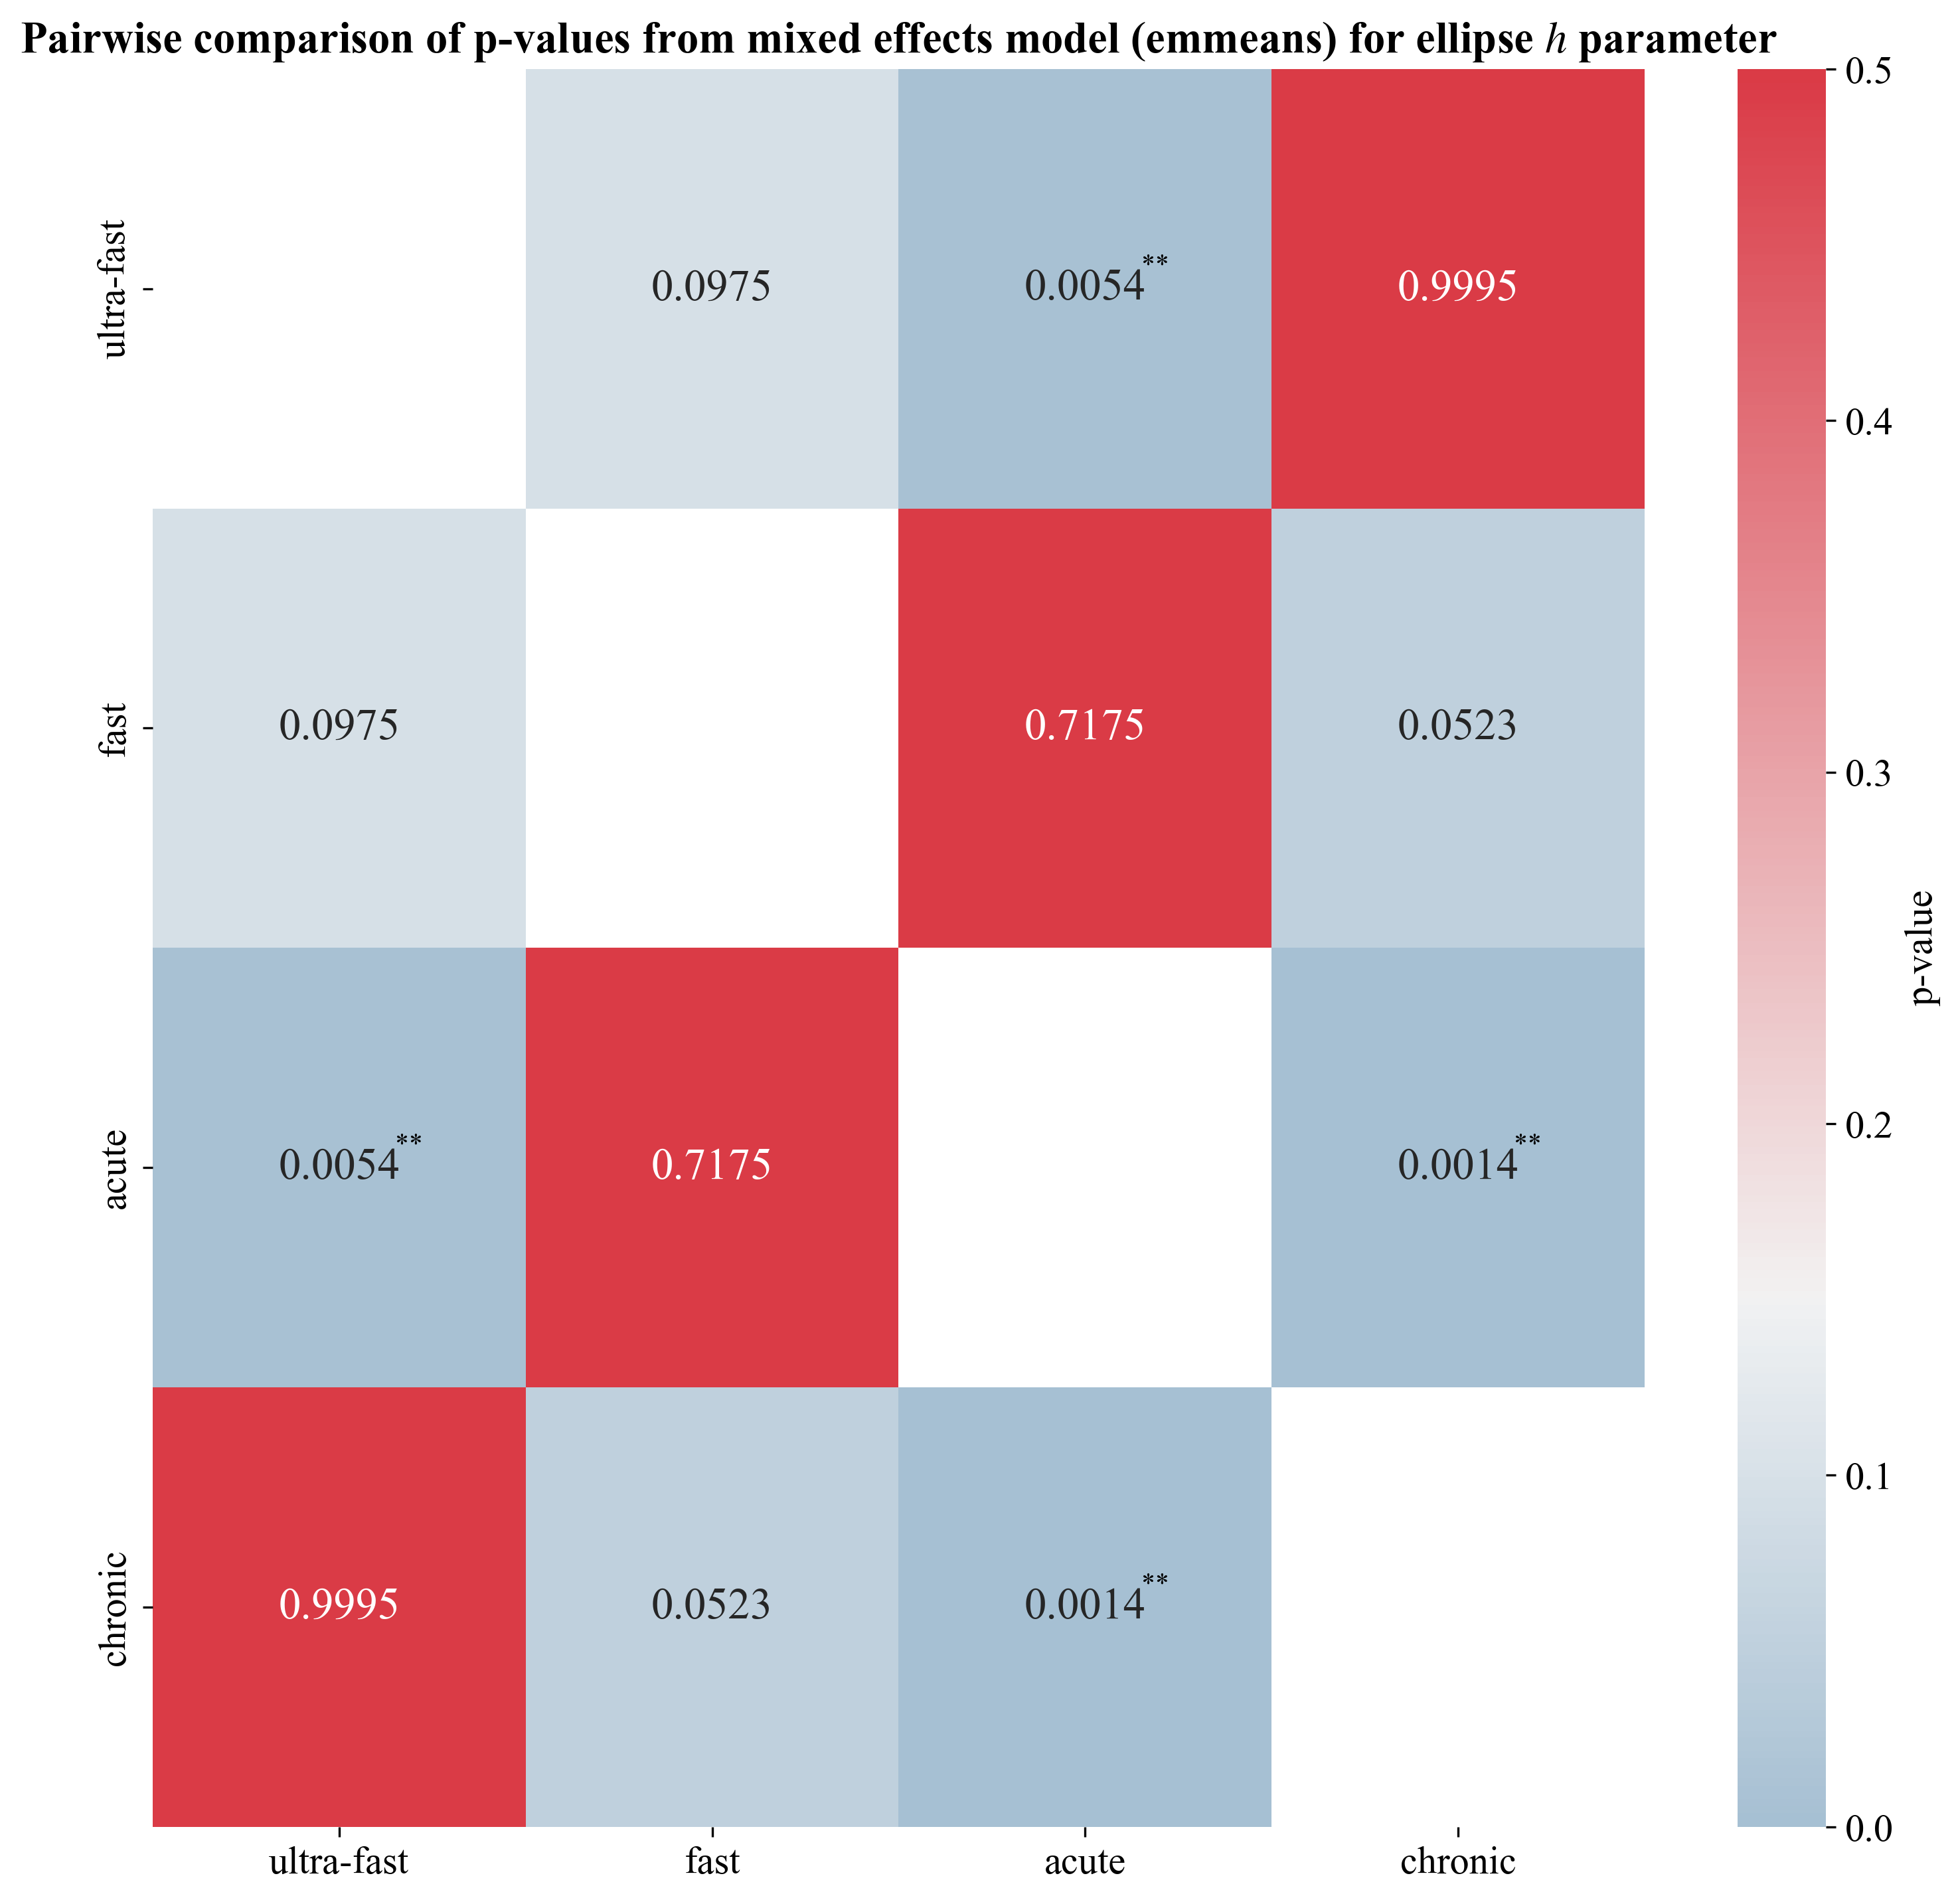 Pairwise comparison of p-values from mixed effects model (emmeans) for ellipse h parameter
ultra-fast
0.0975
0.0054**
0.9995
fast
0.0975
0.7175
0.0523
acute
0.0054**
0.7175
0.0014**
chronic
0.9995
0.0523
0.0014**
ultra-fast
fast
acute
chronic
0.5
0.4
0.3
0.2
0.1
0.0
p-value